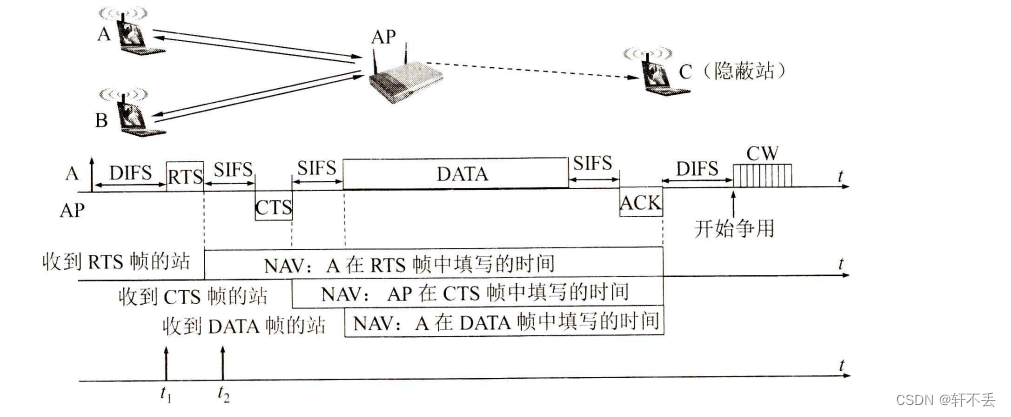 A
AP
B
C（隐蔽站）
A
DIFS
RTS
SIFS
SIFS
DATA
SIFS
DIFS
CW
t
AP
CTS
ACK
开始争用
收到 RTS 帧的站
NAV：A 在 RTS 帧中填写的时间
t
收到 CTS 帧的站
NAV：AP 在 CTS 帧中填写的时间
收到 DATA 帧的站
NAV：A 在 DATA 帧中填写的时间
t
t₁
t₂
CSDN @轩不丢